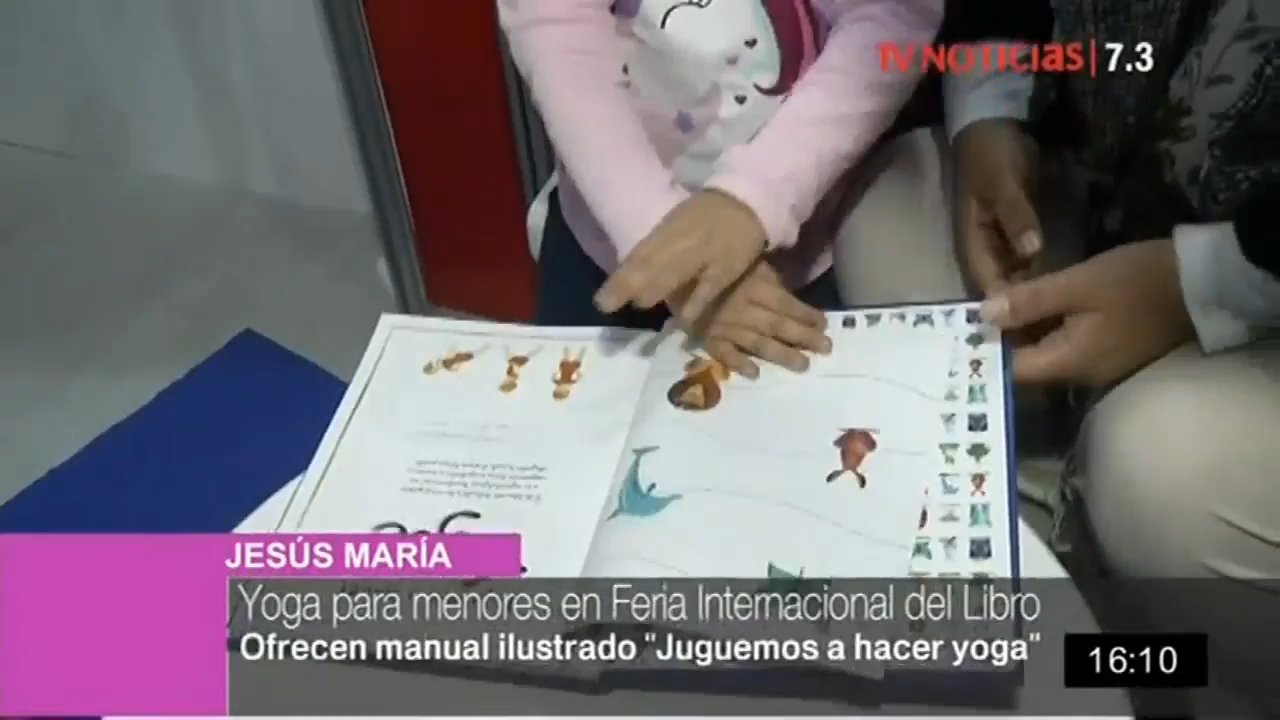 TV NOTICIAS | 7.3
JESÚS MARÍA
Yoga para menores en Feria Internacional del Libro
Ofrecen manual ilustrado "Juguemos a hacer yoga"
16:10